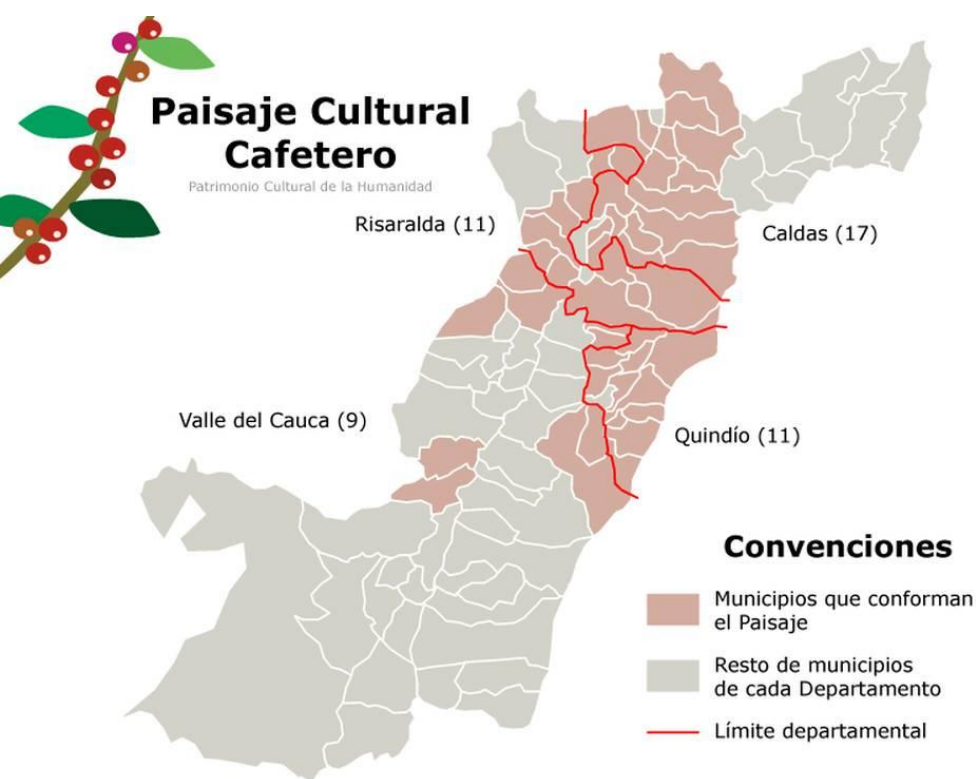 Paisaje Cultural
Cafetero
Patrimonio Cultural de la Humanidad
Risaralda (11)
Caldas (17)
Valle del Cauca (9)
Quindío (11)
Convenciones
Municipios que conforman
el Paisaje
Resto de municipios
de cada Departamento
Límite departamental